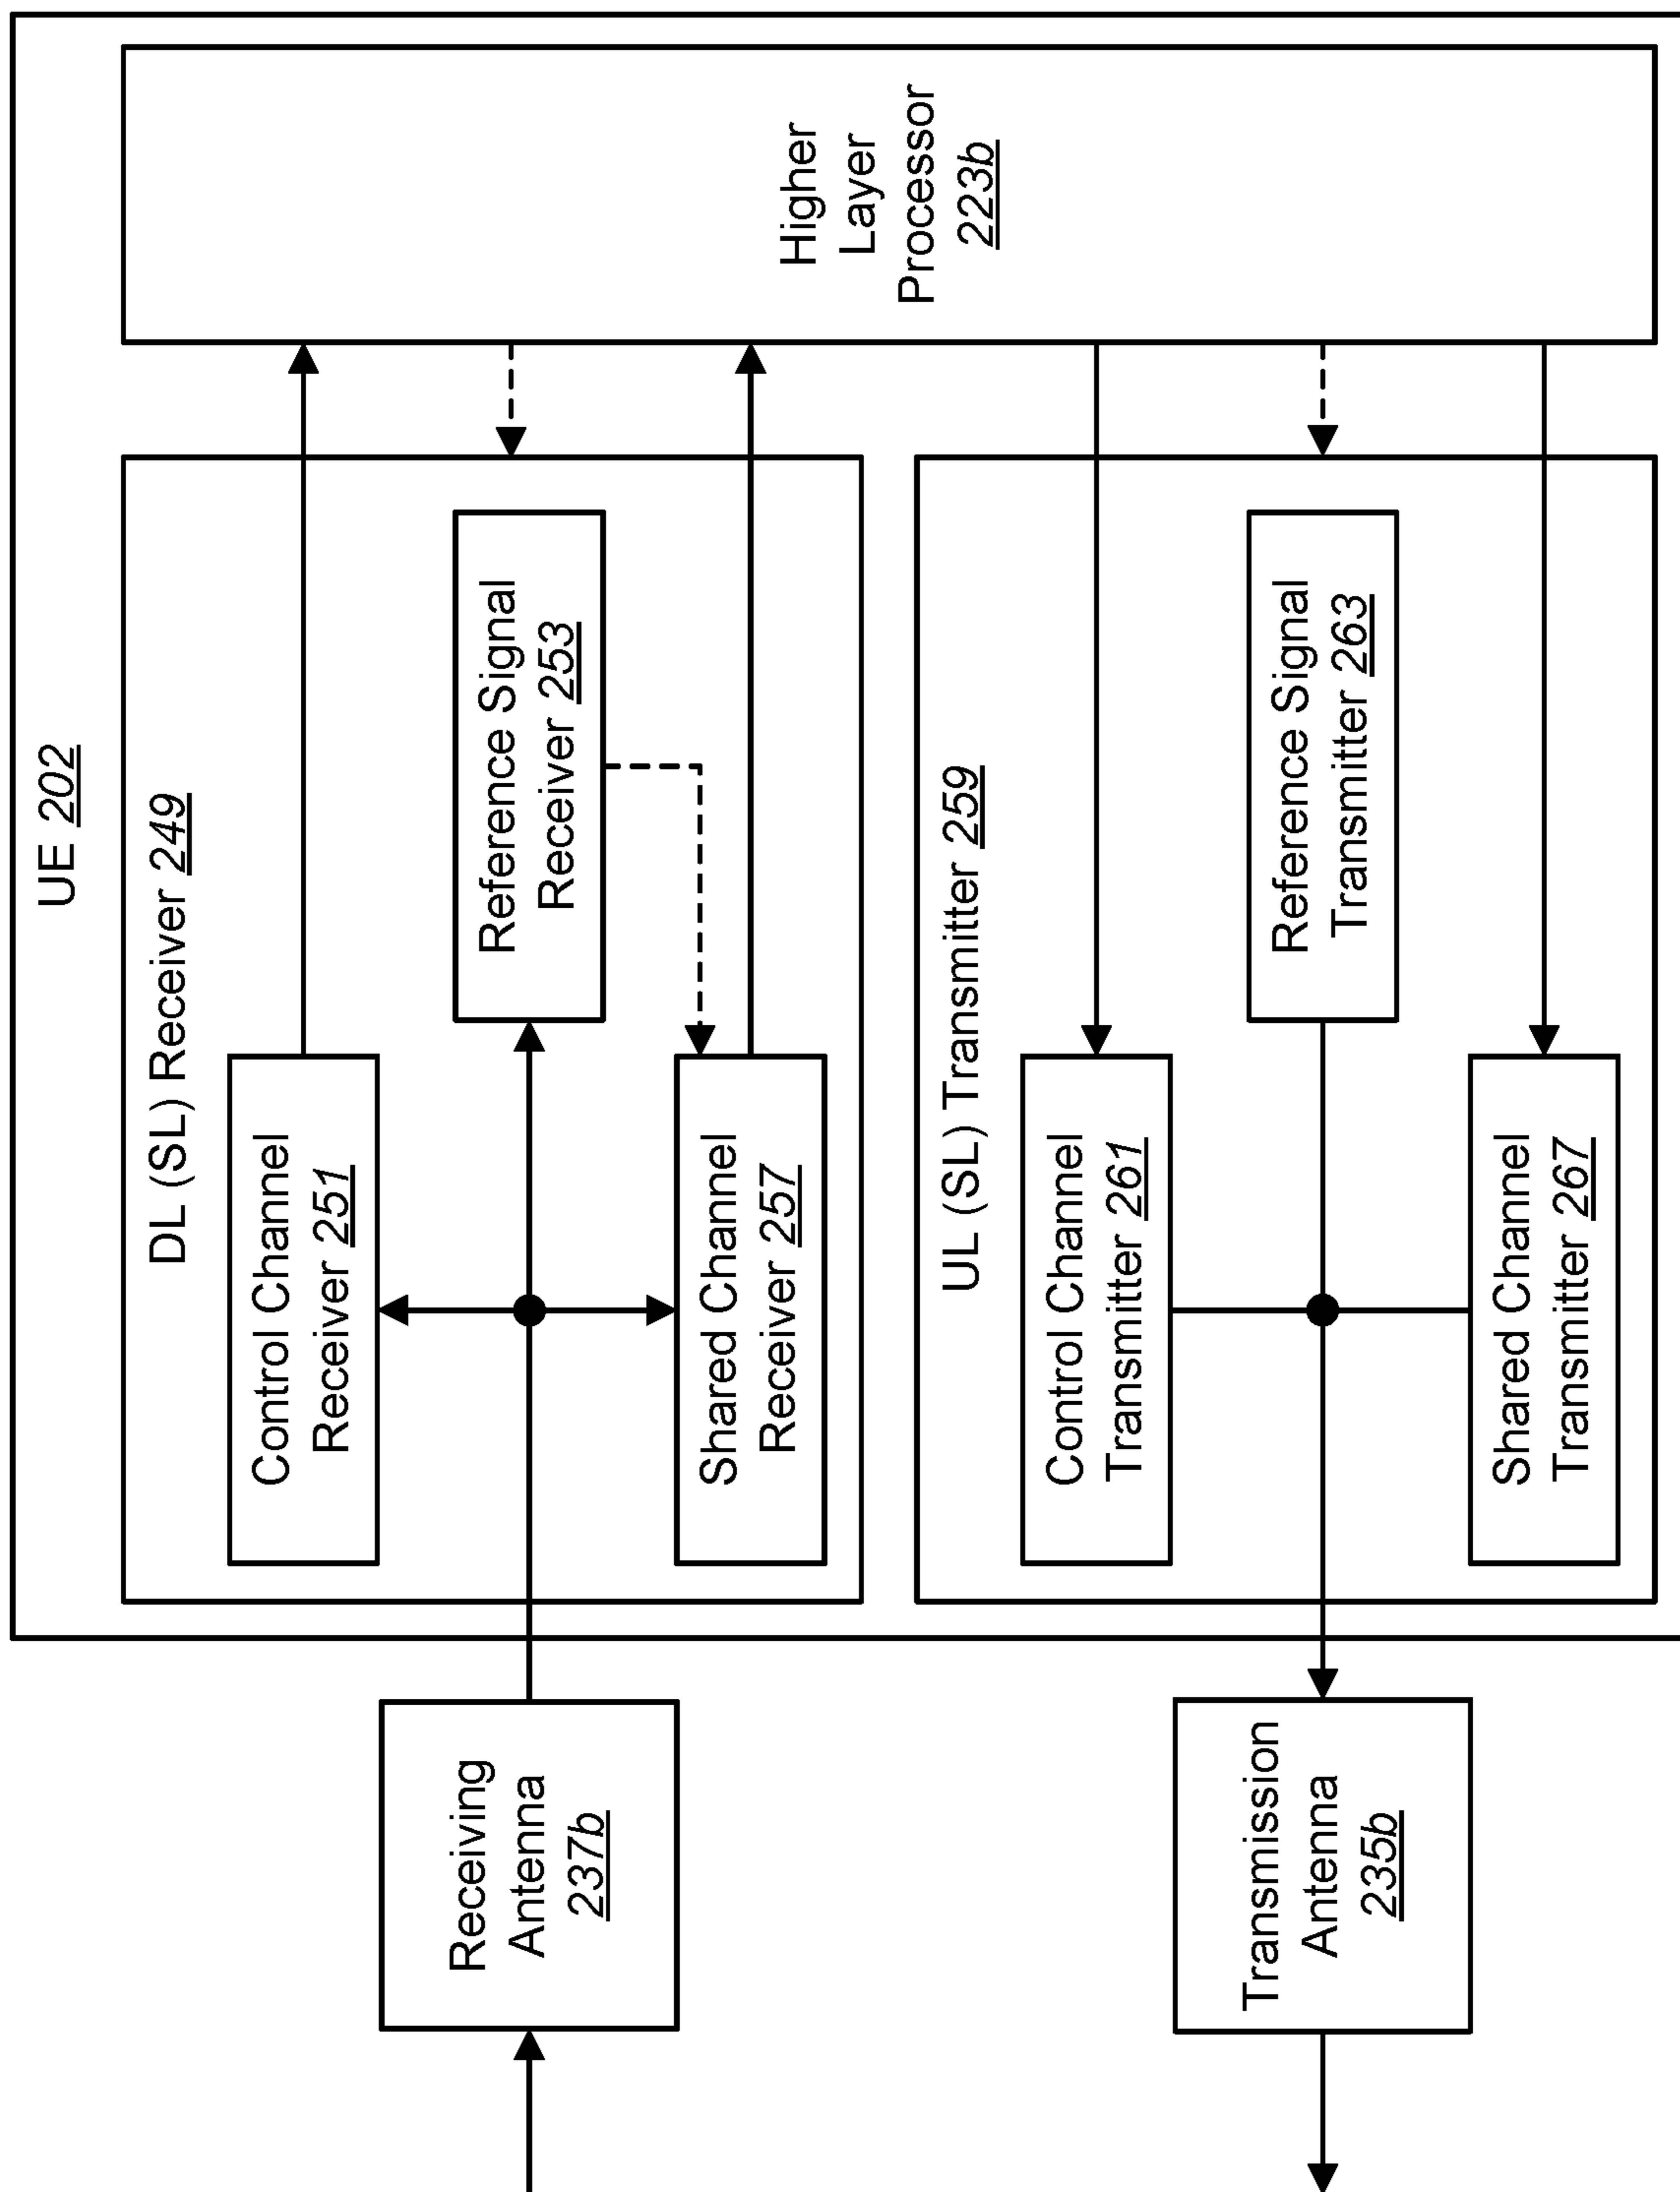 UE 202
DL (SL) Receiver 249
Control Channel
Receiver 251
Reference Signal
Receiver 253
Shared Channel
Receiver 257
Higher
Layer
Processor
223b
Receiving
Antenna
237b
UL (SL) Transmitter 259
Control Channel
Transmitter 261
Reference Signal
Transmitter 263
Shared Channel
Transmitter 267
Transmission
Antenna
235b